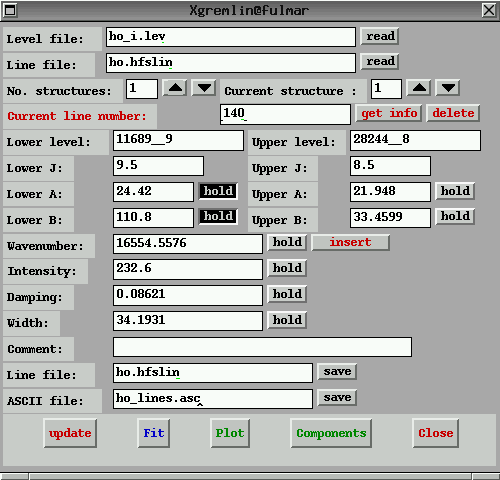 Xgremlin@fulmar
Level file: ho_i.lev read
Line file: ho.hfslin read
No. structures: 1 Current structure : 1
Current line number: 140 get info delete
Lower level: 11689__9 Upper level: 28244__8
Lower J: 9.5 Upper J: 8.5
Lower A: 24.42 hold Upper A: 21.948 hold
Lower B: 110.8 hold Upper B: 33.4599 hold
Wavenumber: 16554.5576 hold insert
Intensity: 232.6 hold
Damping: 0.08621 hold
Width: 34.1931 hold
Comment:
Line file: ho.hfslin save
ASCII file: ho_lines.asc save
update Fit Plot Components Close